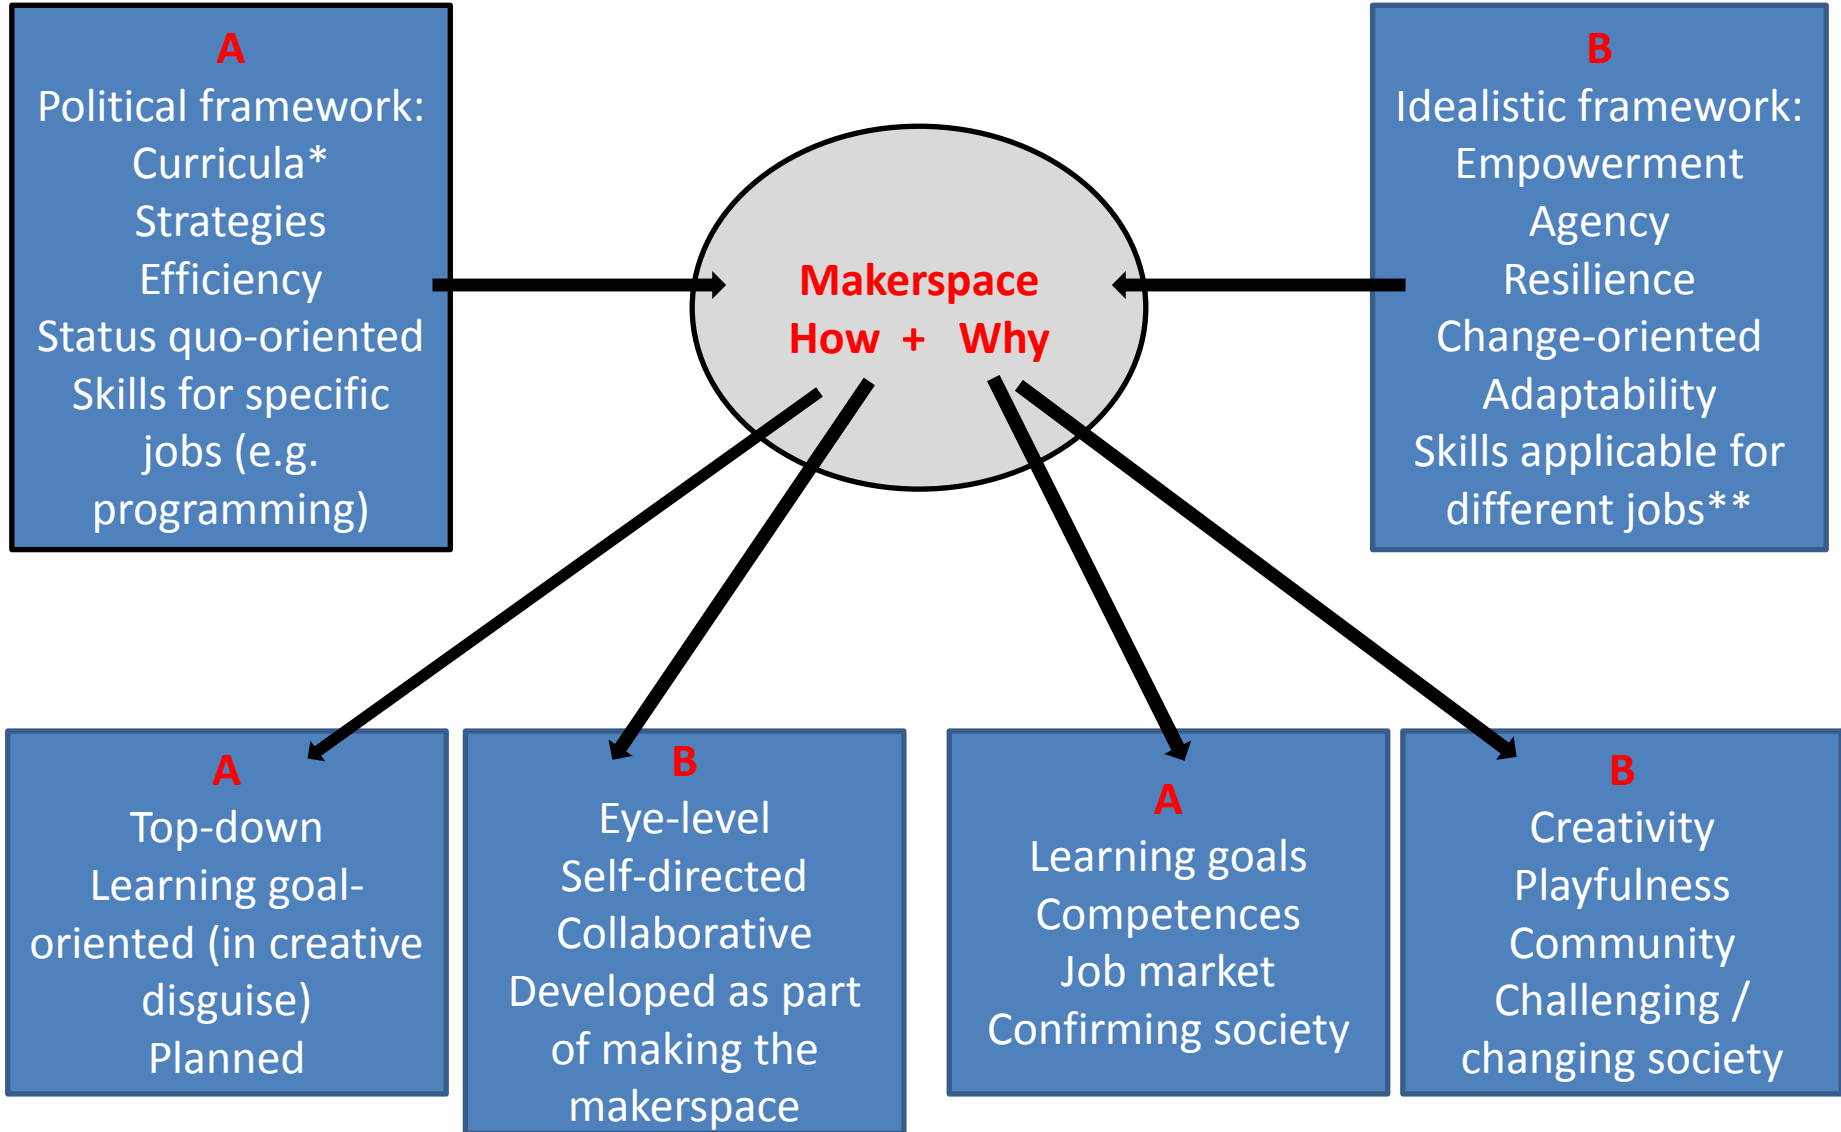 A
Political framework:
Curricula*
Strategies
Efficiency
Status quo-oriented
Skills for specific
jobs (e.g.
programming)
Makerspace
How + Why
B
Idealistic framework:
Empowerment
Agency
Resilience
Change-oriented
Adaptability
Skills applicable for
different jobs**
A
Top-down
Learning goal-
oriented (in creative
disguise)
Planned
B
Eye-level
Self-directed
Collaborative
Developed as part
of making the
makerspace
A
Learning goals
Competences
Job market
Confirming society
B
Creativity
Playfulness
Community
Challenging /
changing society